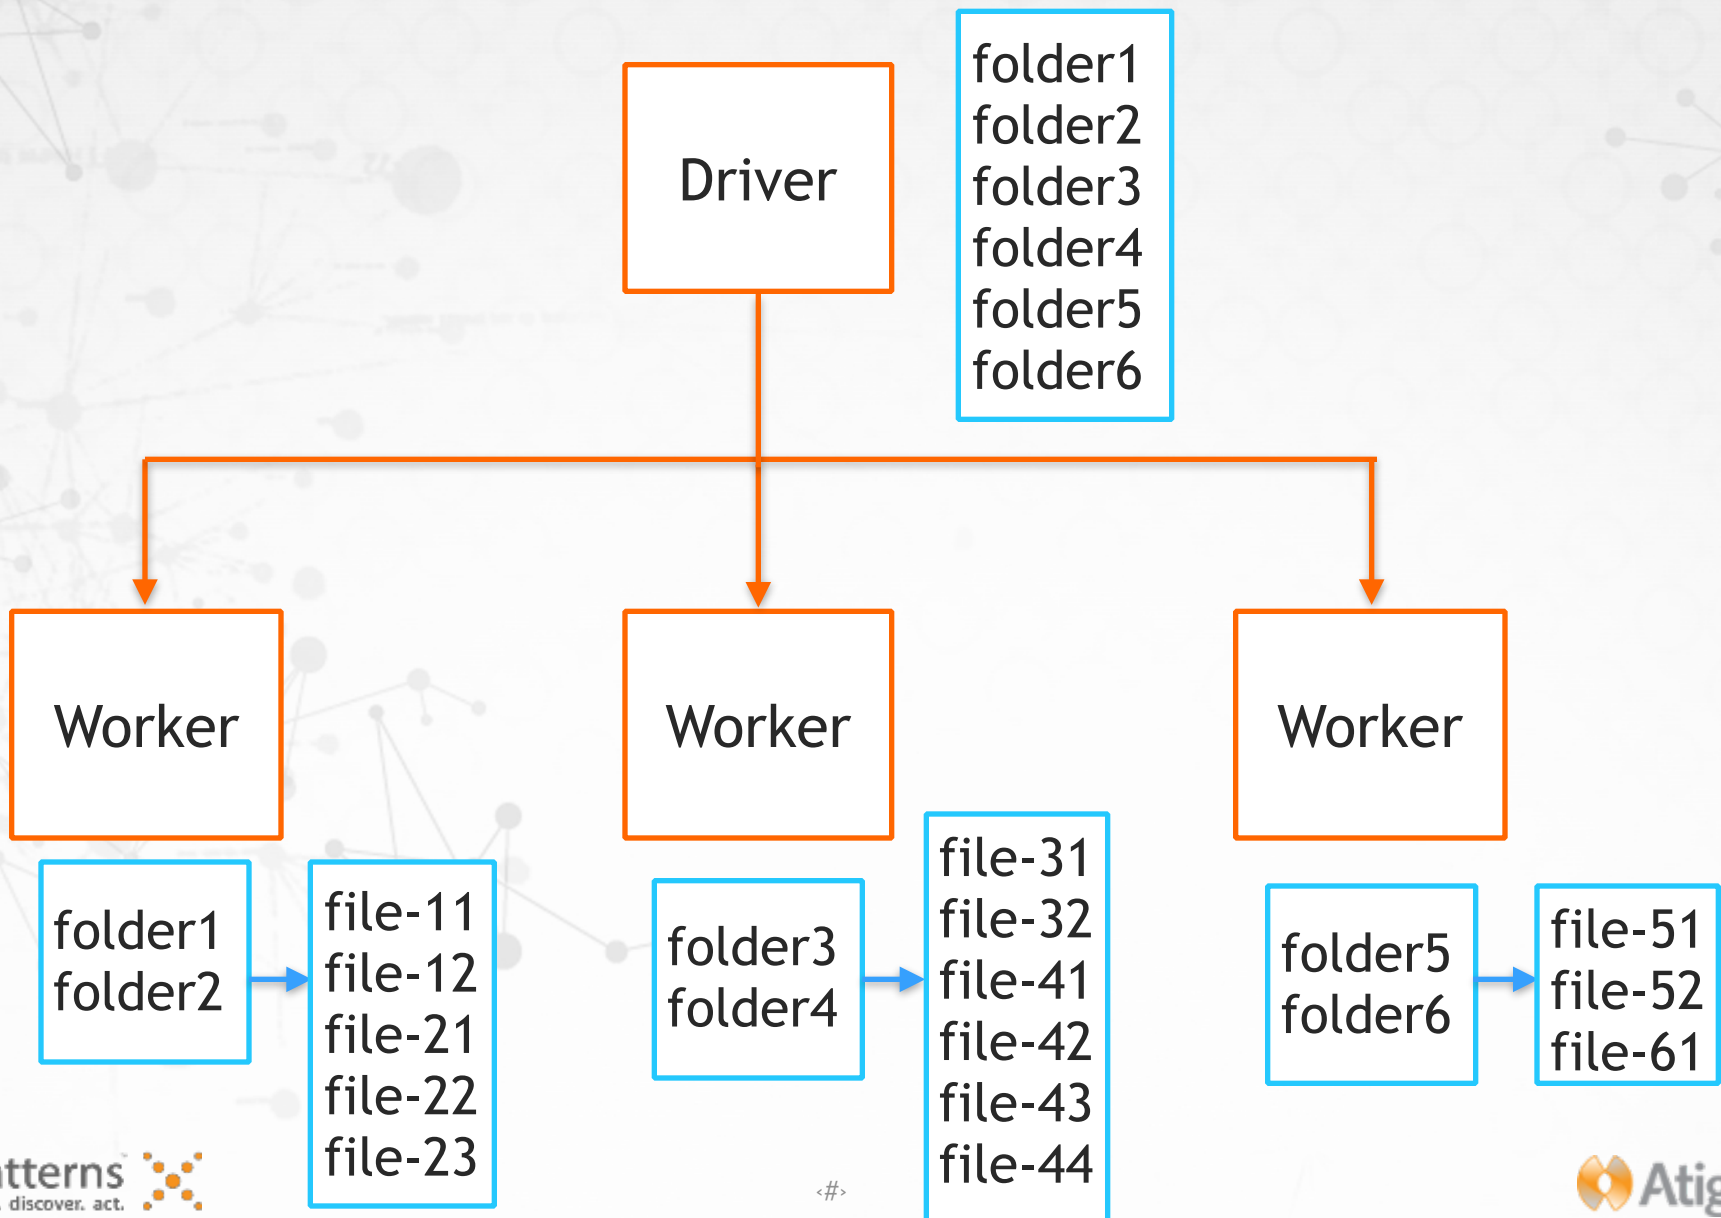 Driver
folder1
folder2
folder3
folder4
folder5
folder6
Worker
Worker
Worker
folder1
folder2
file-11
file-12
file-21
file-22
file-23
folder3
folder4
file-31
file-32
file-41
file-42
file-43
file-44
folder5
folder6
file-51
file-52
file-61
discover. act.
‹#›